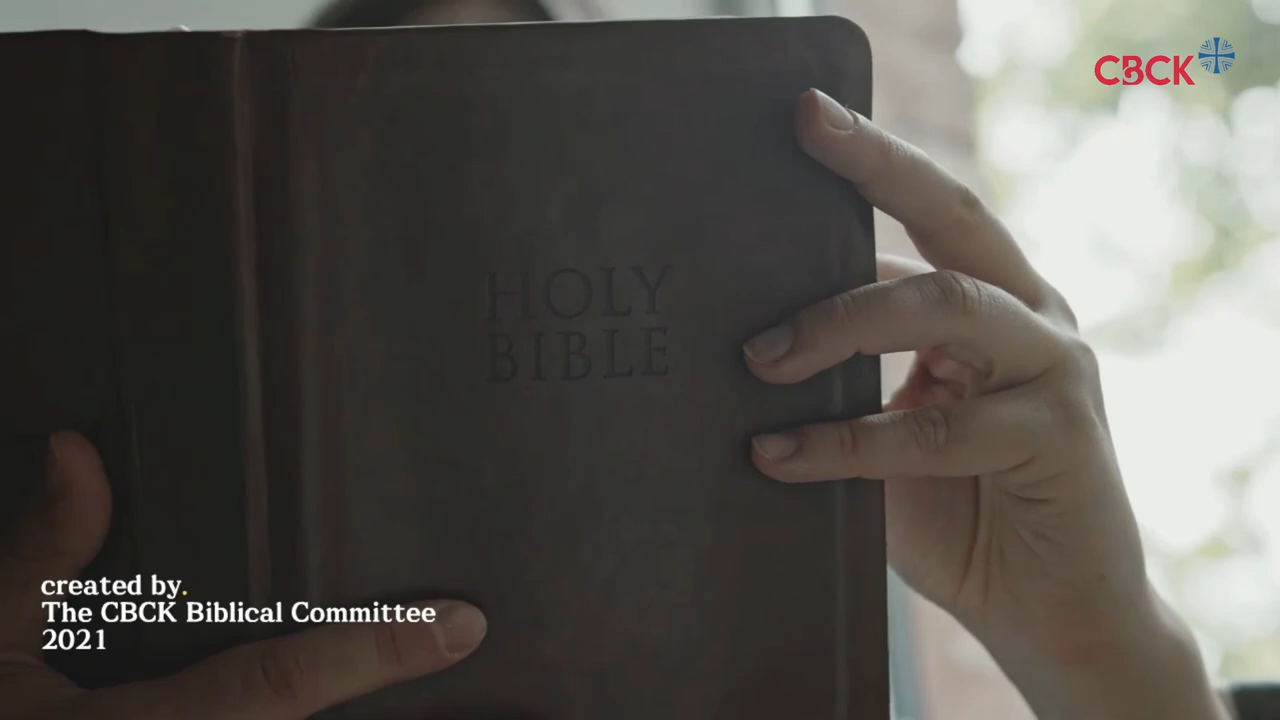 CBCK
HOLY
BIBLE
created by.
The CBCK Biblical Committee
2021